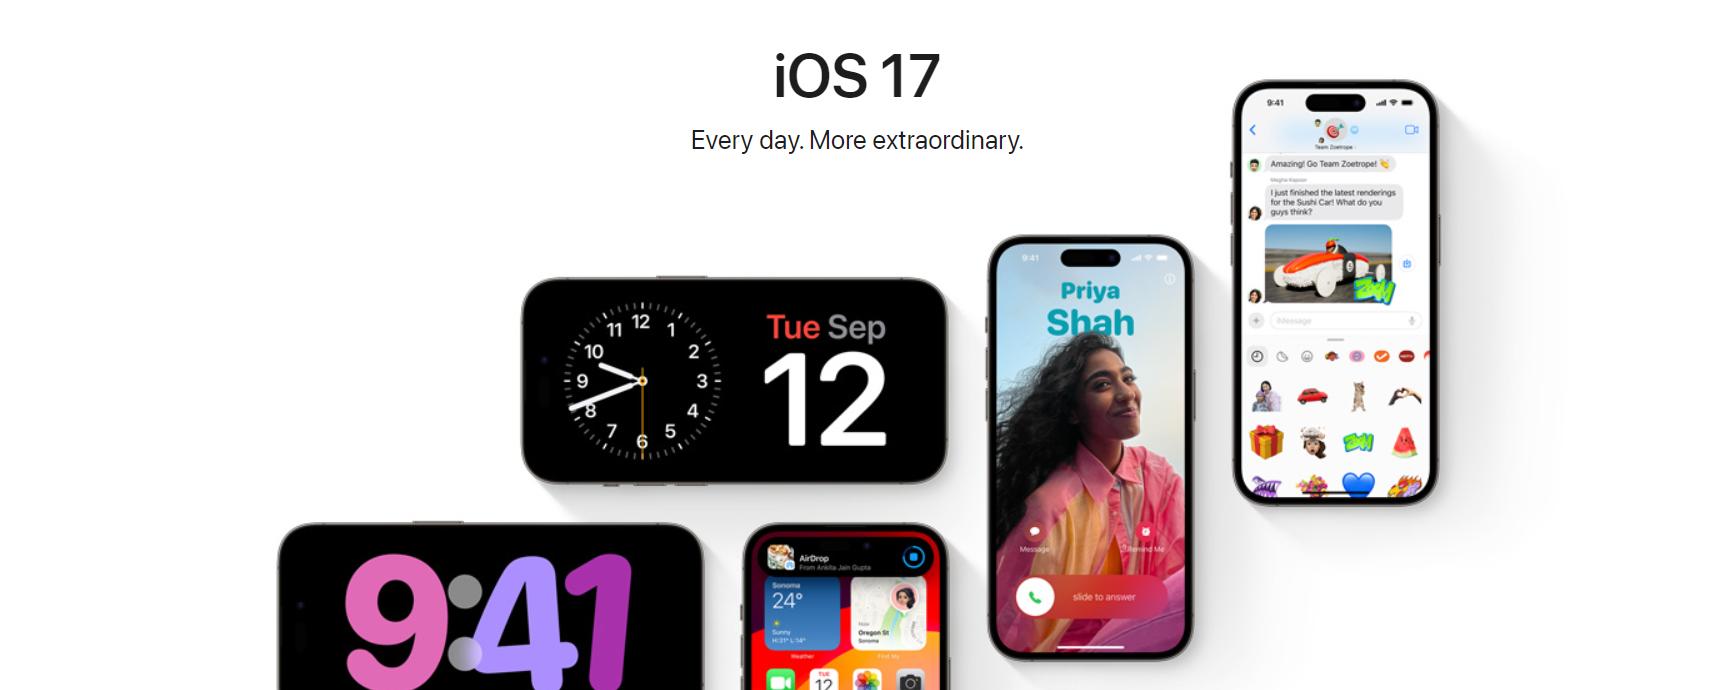 iOS 17
Every day. More extraordinary.
9:41
Team Zoetrope
Amazing! Go Team Zoetrope! 👏
Megha Kapoor
I just finished the latest renderings
for the Sushi Car! What do you
guys think?
iMessage
9:41
Priya
Shah
Message
Remind Me
slide to answer
12
1
2
3
4
5
6
7
8
9
10
11
Tue Sep
12
9:41
AirDrop
From Ankita Jain Gupta
Sonoma
24°
Sunny
H:31° L:14°
Weather
Now
Oregon St
Sonoma
Find My
TUE
12